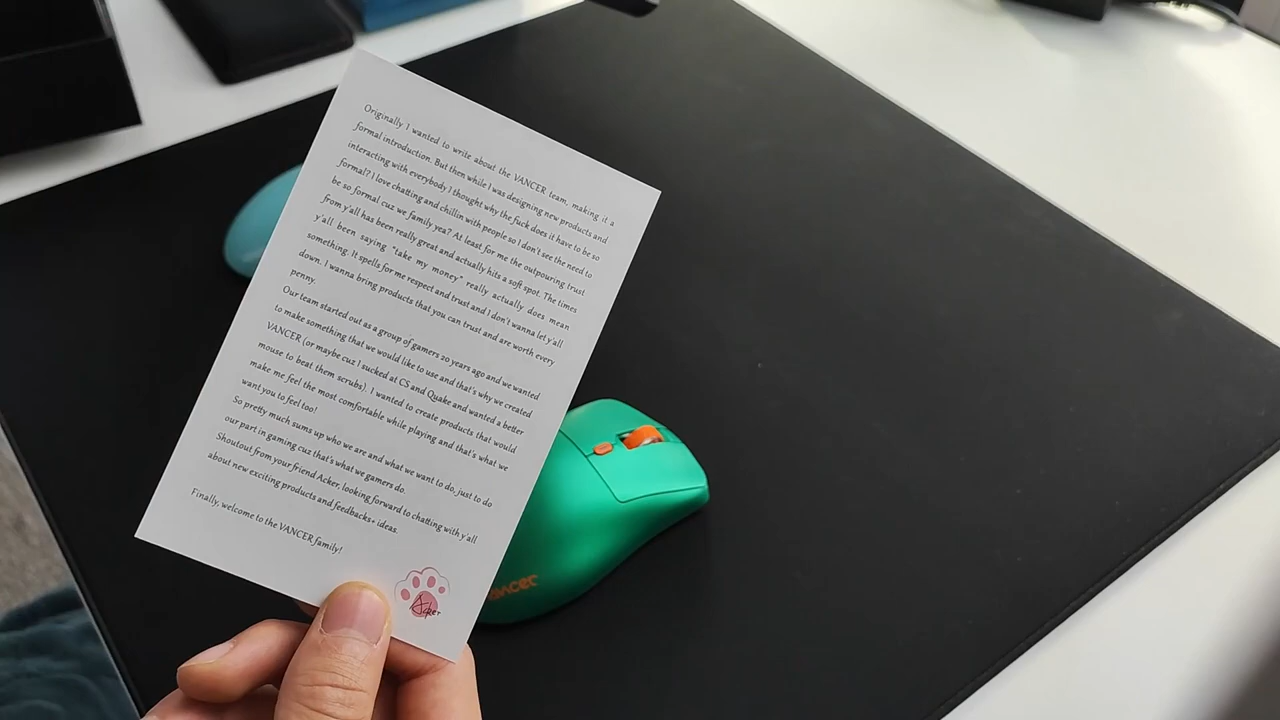 Originally I wanted to write about the VANCER team, making it a
formal introduction. But then while I was designing new products and
interacting with everybody I thought why the fuck does it have to be so
formal? I love chatting and chillin with people so I don't see the need to
be so formal cuz we family yea? At least for me the outpouring trust
from y'all has been really great and actually hits a soft spot. The times
y'all been saying "take my money" really actually does mean
something. It spells for me respect and trust and I don't wanna let y'all
down. I wanna bring products that you can trust and are worth every
penny.
Our team started out as a group of gamers 20 years ago and we wanted
to make something that we would like to use and that's why we created
VANCER (or maybe cuz I sucked at CS and Quake and wanted a better
mouse to beat them scrubs). I wanted to create products that would
make me feel the most comfortable while playing and that's what we
want you to feel too!
So pretty much sums up who we are and what we want to do, just to do
our part in gaming cuz that's what we gamers do.
Shoutout from your friend Acker, looking forward to chatting with y'all
about new exciting products and feedbacks+ ideas.
Finally, welcome to the VANCER family!
Acker
vancer